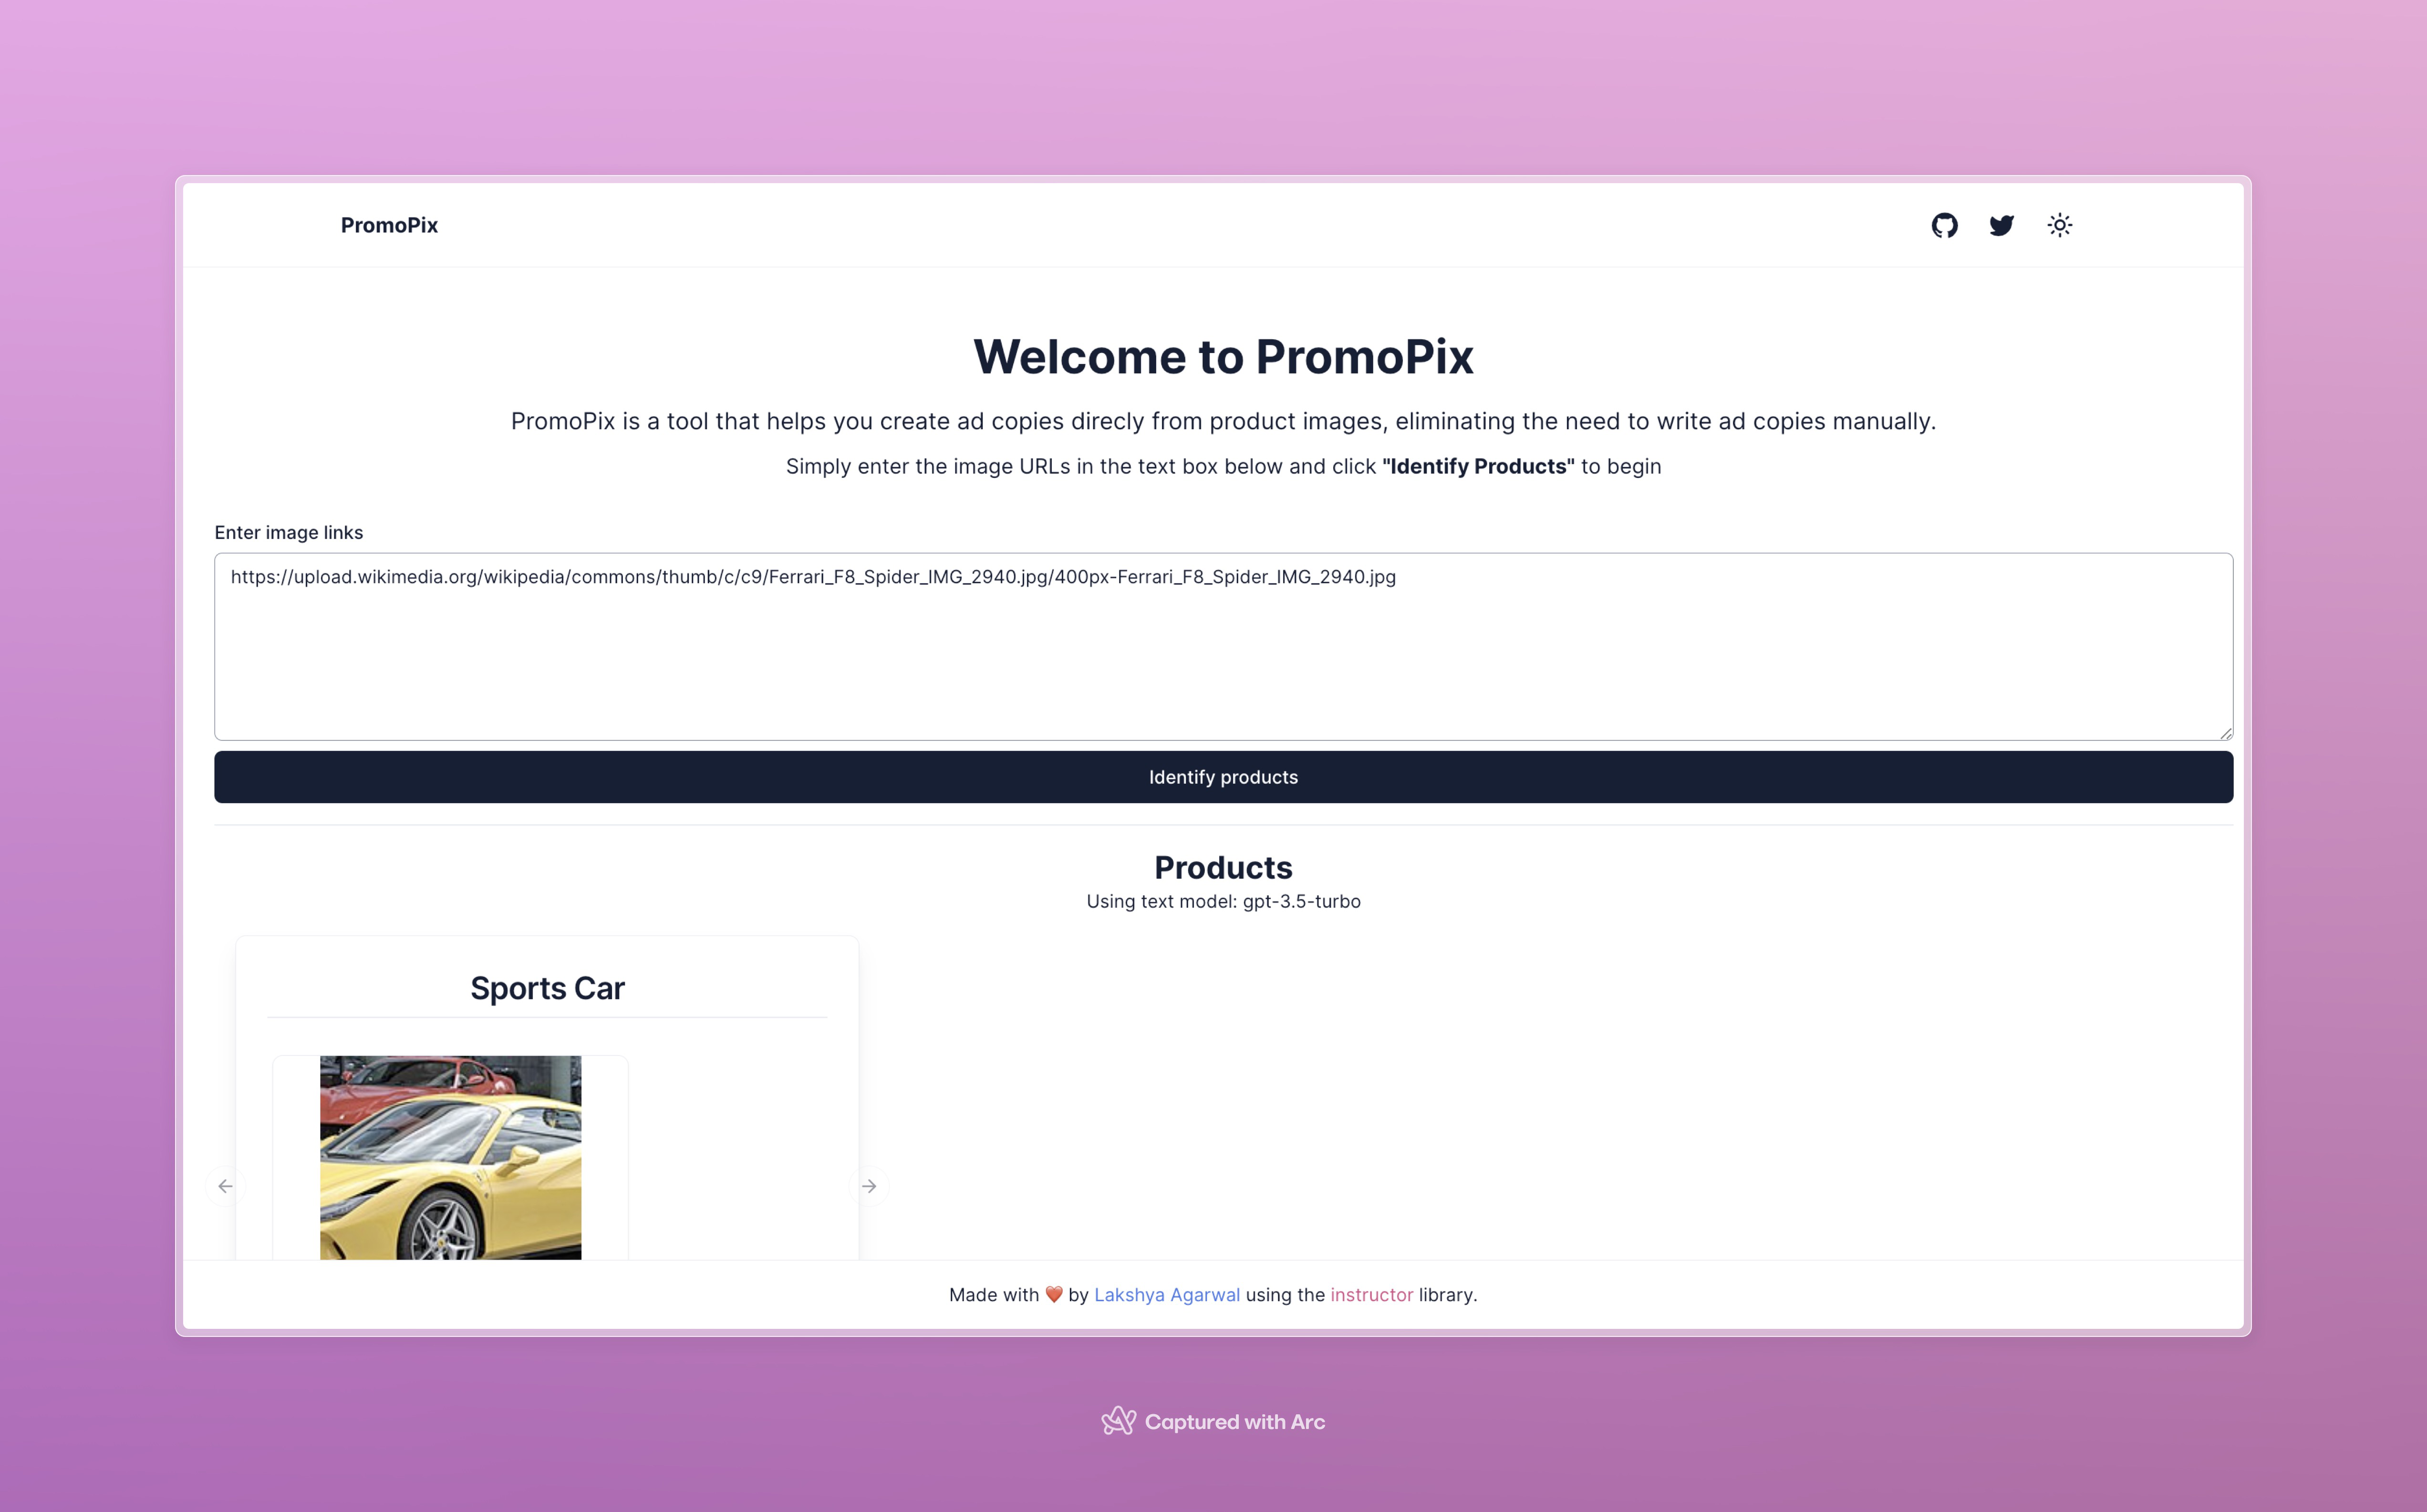 PromoPix
Welcome to PromoPix
PromoPix is a tool that helps you create ad copies direcly from product images, eliminating the need to write ad copies manually.
Simply enter the image URLs in the text box below and click "Identify Products" to begin
Enter image links
https://upload.wikimedia.org/wikipedia/commons/thumb/c/c9/Ferrari_F8_Spider_IMG_2940.jpg/400px-Ferrari_F8_Spider_IMG_2940.jpg
Identify products
Products
Using text model: gpt-3.5-turbo
Sports Car
Made with ❤️ by Lakshya Agarwal using the instructor library.
Captured with Arc